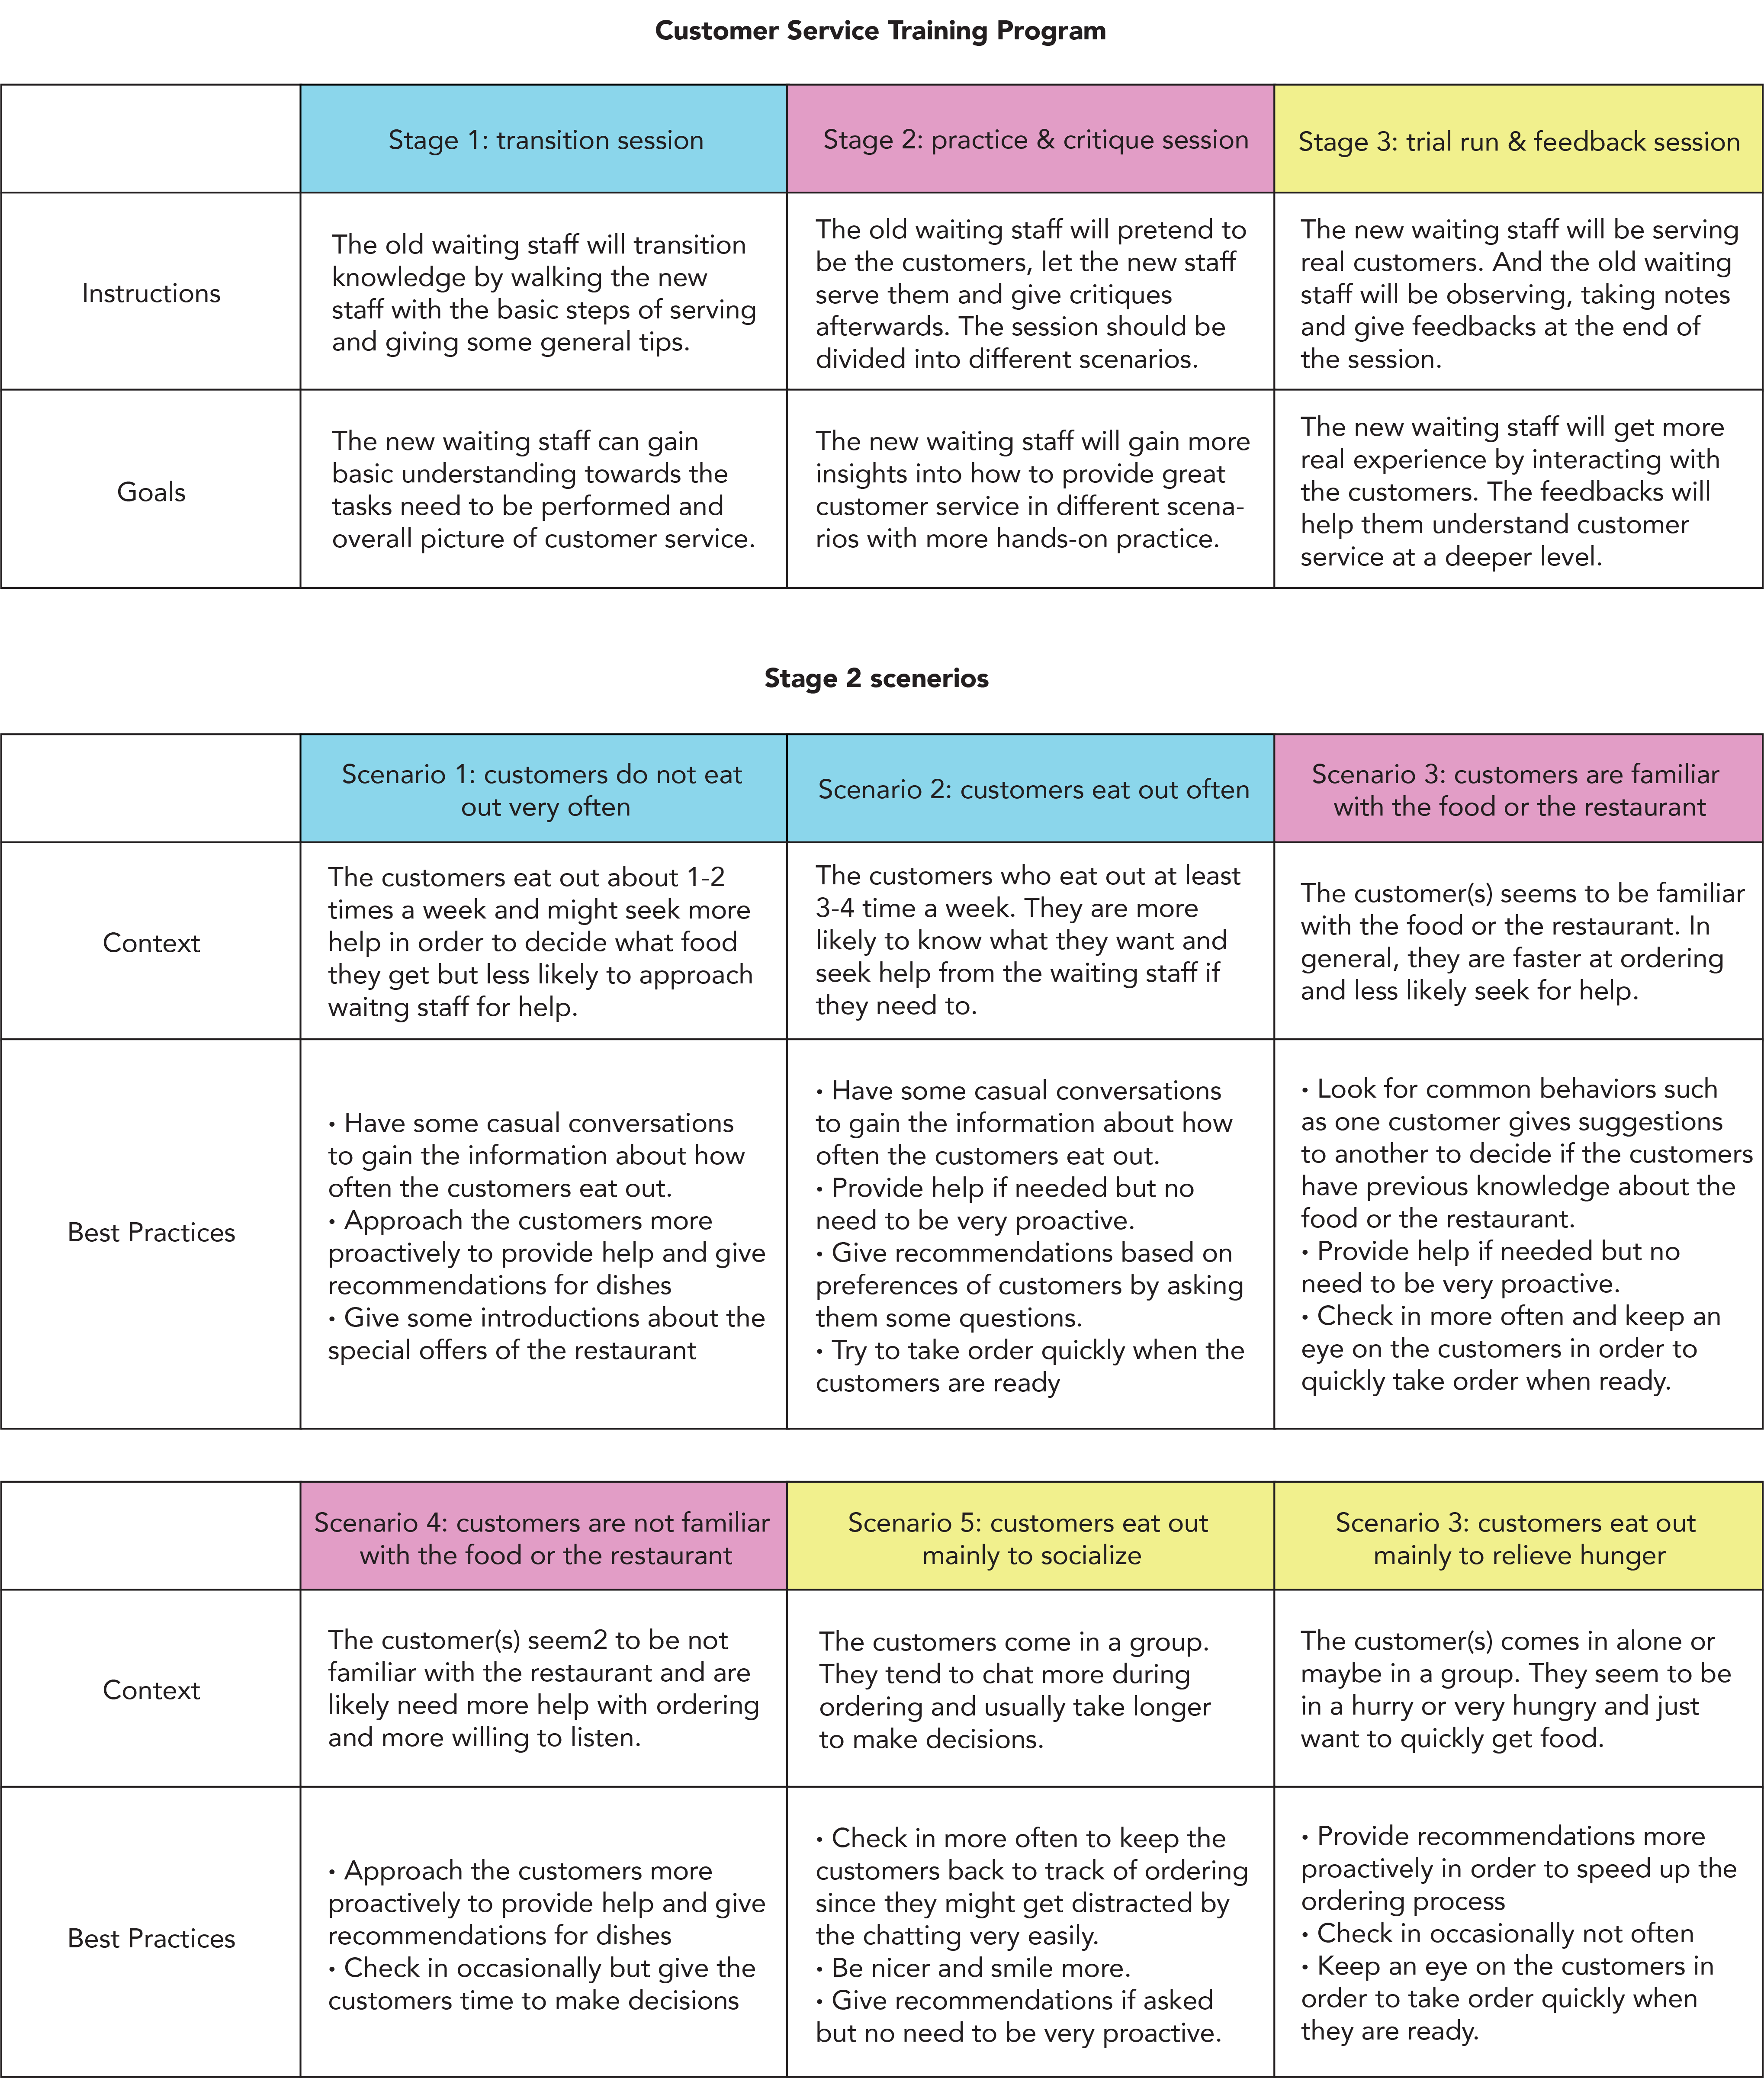 Customer Service Training Program
Stage 1: transition session
Stage 2: practice & critique session
Stage 3: trial run & feedback session
Instructions
The old waiting staff will transition
knowledge by walking the new
staff with the basic steps of serving
and giving some general tips.
The old waiting staff will pretend to
be the customers, let the new staff
serve them and give critiques
afterwards. The session should be
divided into different scenarios.
The new waiting staff will be serving
real customers. And the old waiting
staff will be observing, taking notes
and give feedbacks at the end of
the session.
Goals
The new waiting staff can gain
basic understanding towards the
tasks need to be performed and
overall picture of customer service.
The new waiting staff will gain more
insights into how to provide great
customer service in different scena-
rios with more hands-on practice.
The new waiting staff will get more
real experience by interacting with
the customers. The feedbacks will
help them understand customer
service at a deeper level.
Stage 2 scenerios
Scenario 1: customers do not eat
out very often
Scenario 2: customers eat out often
Scenario 3: customers are familiar
with the food or the restaurant
Context
The customers eat out about 1-2
times a week and might seek more
help in order to decide what food
they get but less likely to approach
waitng staff for help.
The customers who eat out at least
3-4 time a week. They are more
likely to know what they want and
seek help from the waiting staff if
they need to.
The customer(s) seems to be familiar
with the food or the restaurant. In
general, they are faster at ordering
and less likely seek for help.
Best Practices
• Have some casual conversations
to gain the information about how
often the customers eat out.
• Approach the customers more
proactively to provide help and give
recommendations for dishes
• Give some introductions about the
special offers of the restaurant
• Have some casual conversations
to gain the information about how
often the customers eat out.
• Provide help if needed but no
need to be very proactive.
• Give recommendations based on
preferences of customers by asking
them some questions.
• Try to take order quickly when the
customers are ready
• Look for common behaviors such
as one customer gives suggestions
to another to decide if the customers
have previous knowledge about the
food or the restaurant.
• Provide help if needed but no
need to be very proactive.
• Check in more often and keep an
eye on the customers in order to
quickly take order when ready.
Scenario 4: customers are not familiar
with the food or the restaurant
Scenario 5: customers eat out
mainly to socialize
Scenario 3: customers eat out
mainly to relieve hunger
Context
The customer(s) seem2 to be not
familiar with the restaurant and are
likely need more help with ordering
and more willing to listen.
The customers come in a group.
They tend to chat more during
ordering and usually take longer
to make decisions.
The customer(s) comes in alone or
maybe in a group. They seem to be
in a hurry or very hungry and just
want to quickly get food.
Best Practices
• Approach the customers more
proactively to provide help and give
recommendations for dishes
• Check in occasionally but give the
customers time to make decisions
• Check in more often to keep the
customers back to track of ordering
since they might get distracted by
the chatting very easily.
• Be nicer and smile more.
• Give recommendations if asked
but no need to be very proactive.
• Provide recommendations more
proactively in order to speed up the
ordering process
• Check in occasionally not often
• Keep an eye on the customers in
order to take order quickly when
they are ready.